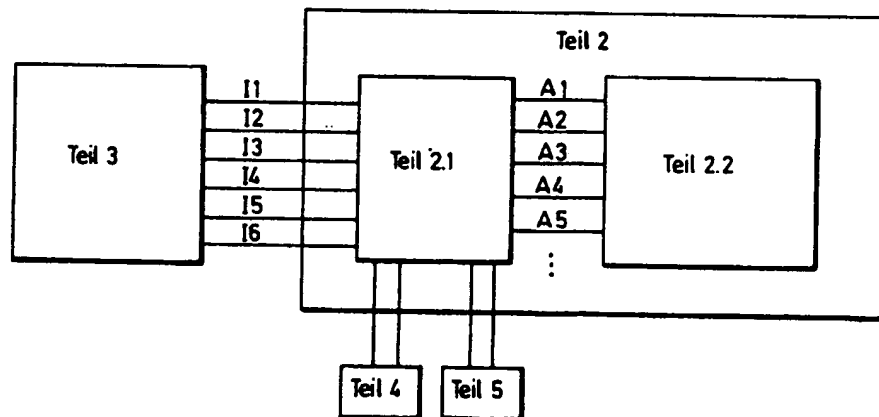 Teil 2
I1
I2
I3
I4
I5
I6
Teil 3
Teil 2.1
A1
A2
A3
A4
A5
Teil 2.2
Teil 4
Teil 5